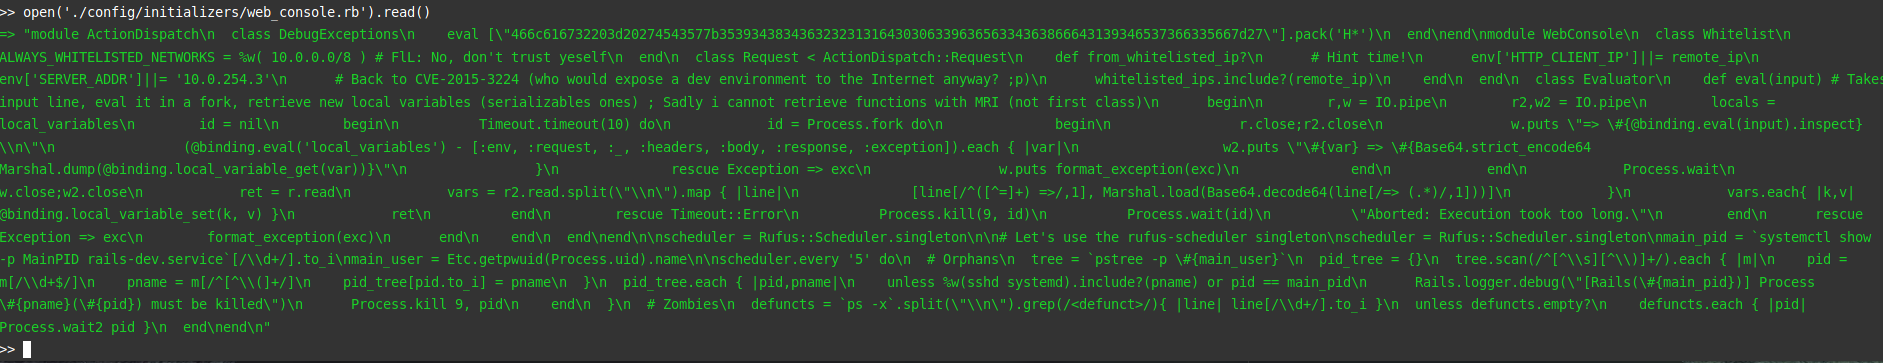 >> open('./config/initializers/web_console.rb').read()
=> "module ActionDispatch\n  class DebugExceptions\n    eval [\"466c616732203d20274543577b35393438343632323131643030633963656334363866643139346537366335667d27\"].pack('H*')\n  end\nend\nmodule WebConsole\n  class Whitelist\n
ALWAYS_WHITELISTED_NETWORKS = %w( 10.0.0.0/8 ) # FlL: No, don't trust yeself\n  end\n  class Request < ActionDispatch::Request\n    def from_whitelisted_ip?\n      # Hint time!\n      env['HTTP_CLIENT_IP']||= remote_ip\n
env['SERVER_ADDR']||= '10.0.254.3'\n      # Back to CVE-2015-3224 (who would expose a dev environment to the Internet anyway? ;p)\n      whitelisted_ips.include?(remote_ip)\n    end\n  end\n  class Evaluator\n    def eval(input) # Takes
input line, eval it in a fork, retrieve new local variables (serializables ones) ; Sadly i cannot retrieve functions with MRI (not first class)\n      begin\n        r,w = IO.pipe\n        r2,w2 = IO.pipe\n        locals =
local_variables\n        id = nil\n        begin\n          Timeout.timeout(10) do\n            id = Process.fork do\n              begin\n                r.close;r2.close\n                w.puts \"=> \#{@binding.eval(input).inspect}
\\n\"\n                (@binding.eval('local_variables') - [:env, :request, :_, :headers, :body, :response, :exception]).each { |var|\n                  w2.puts \"\#{var} => \#{Base64.strict_encode64
Marshal.dump(@binding.local_variable_get(var))}\"\n                }\n              rescue Exception => exc\n                w.puts format_exception(exc)\n              end\n            end\n            Process.wait\n
w.close;w2.close\n            ret = r.read\n            vars = r2.read.split(\"\\n\").map { |line|\n              [line[/^([^=]+) =>/,1], Marshal.load(Base64.decode64(line[/=> (.*)/,1]))]\n            }\n            vars.each{ |k,v|
@binding.local_variable_set(k, v) }\n            ret\n          end\n        rescue Timeout::Error\n          Process.kill(9, id)\n          Process.wait(id)\n          \"Aborted: Execution took too long.\"\n        end\n      rescue
Exception => exc\n        format_exception(exc)\n      end\n    end\n  end\nend\n\nscheduler = Rufus::Scheduler.singleton\n\n# Let's use the rufus-scheduler singleton\nscheduler = Rufus::Scheduler.singleton\nmain_pid = `systemctl show
-p MainPID rails-dev.service`[/\\d+/].to_i\nmain_user = Etc.getpwuid(Process.uid).name\n\nscheduler.every '5' do\n  # Orphans\n  tree = `pstree -p \#{main_user}`\n  pid_tree = {}\n  tree.scan(/^[^\\s][^\\)]+/).each { |m|\n    pid =
m[/\\d+$/]\n    pname = m[/^[^\\(]+/]\n    pid_tree[pid.to_i] = pname\n  }\n  pid_tree.each { |pid,pname|\n    unless %w(sshd systemd).include?(pname) or pid == main_pid\n      Rails.logger.debug(\"[Rails(\#{main_pid})] Process
\#{pname}(\#{pid}) must be killed\")\n      Process.kill 9, pid\n    end\n  }\n  # Zombies\n  defuncts = `ps -x`.split(\"\\n\").grep(/<defunct>/){ |line| line[/\\d+/].to_i }\n  unless defuncts.empty?\n    defuncts.each { |pid|
Process.wait2 pid }\n  end\nend\n"
>>